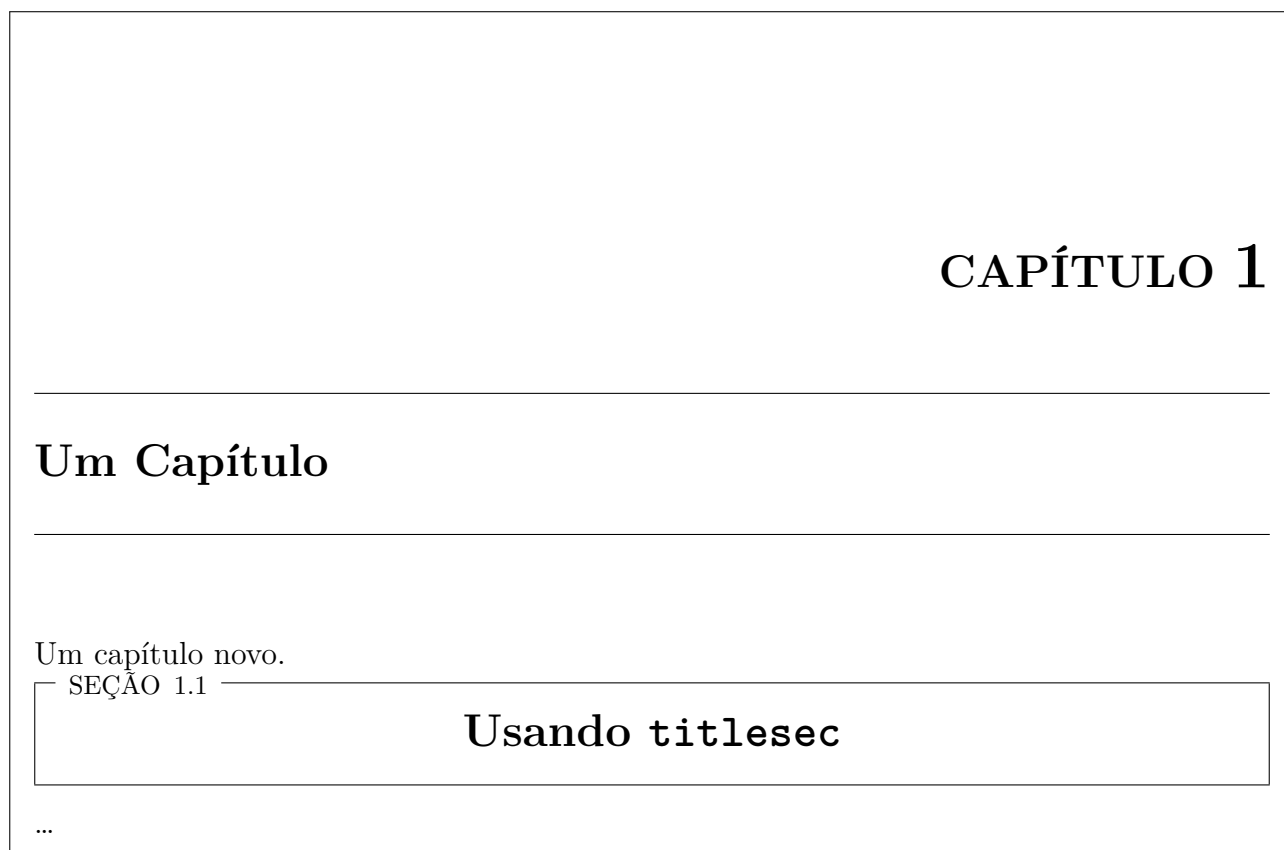 CAPÍTULO 1
Um Capítulo
Um capítulo novo.
SEÇÃO 1.1
Usando titlesec
...